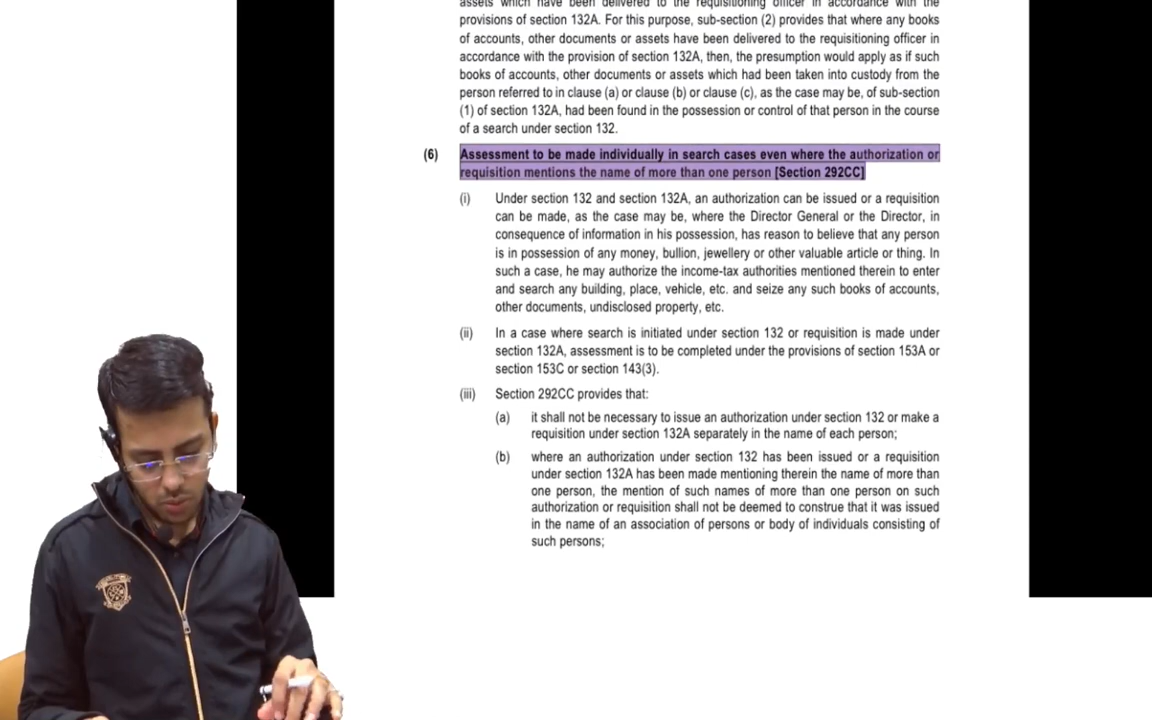 assets which have been delivered to the requisitioning officer in accordance with the
provisions of section 132A. For this purpose, sub-section (2) provides that where any books
of accounts, other documents or assets have been delivered to the requisitioning officer in
accordance with the provision of section 132A, then, the presumption would apply as if such
books of accounts, other documents or assets which had been taken into custody from the
person referred to in clause (a) or clause (b) or clause (c), as the case may be, of sub-section
(1) of section 132A, had been found in the possession or control of that person in the course
of a search under section 132.
(6) Assessment to be made individually in search cases even where the authorization or
requisition mentions the name of more than one person [Section 292CC]
(i) Under section 132 and section 132A, an authorization can be issued or a requisition
can be made, as the case may be, where the Director General or the Director, in
consequence of information in his possession, has reason to believe that any person
is in possession of any money, bullion, jewellery or other valuable article or thing. In
such a case, he may authorize the income-tax authorities mentioned therein to enter
and search any building, place, vehicle, etc. and seize any such books of accounts,
other documents, undisclosed property, etc.
(ii) In a case where search is initiated under section 132 or requisition is made under
section 132A, assessment is to be completed under the provisions of section 153A or
section 153C or section 143(3).
(iii) Section 292CC provides that:
(a) it shall not be necessary to issue an authorization under section 132 or make a
requisition under section 132A separately in the name of each person;
(b) where an authorization under section 132 has been issued or a requisition
under section 132A has been made mentioning therein the name of more than
one person, the mention of such names of more than one person on such
authorization or requisition shall not be deemed to construe that it was issued
in the name of an association of persons or body of individuals consisting of
such persons;